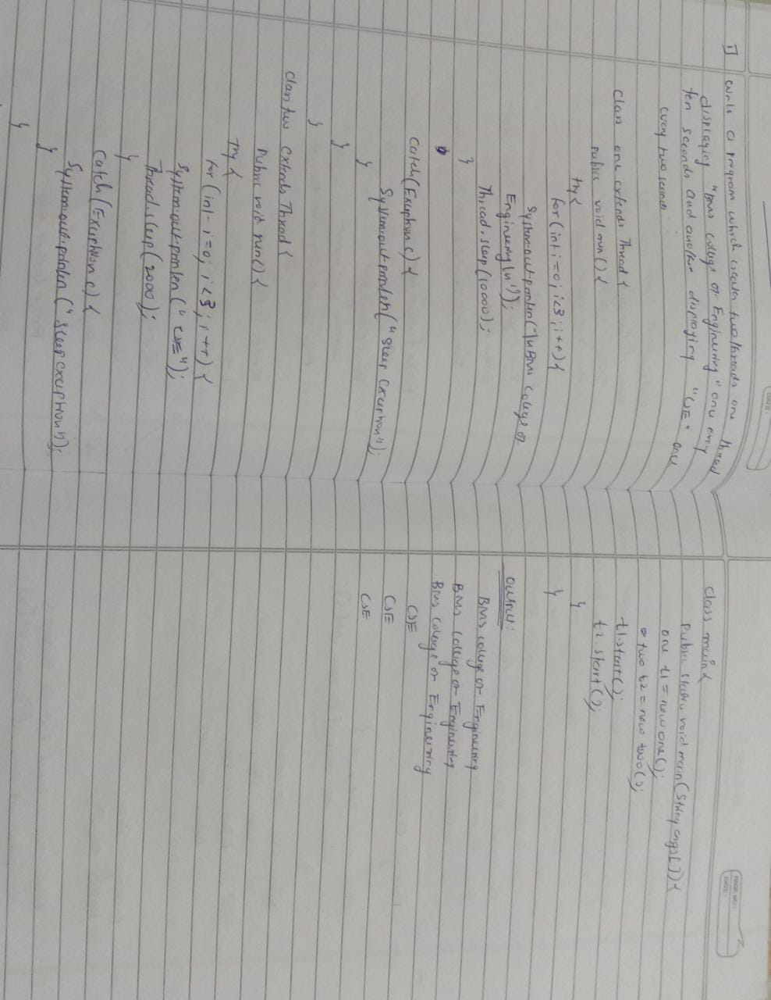 1] Write a program which creates two threads one thread
displaying "BMS College of Engineering" once every
ten seconds and another displaying "CSE" once
every two seconds
class one extends Thread {
public void run() {
try {
for (int i = 0; i<3; i++) {
System.out.println("\n BMS College of
Engineering \n");
Thread.sleep(10000);
}
catch (Exception e) {
System.out.println("sleep exception");
}
}
}
class two extends Thread {
public void run() {
try {
for (int i = 0; i < 3; i++) {
System.out.println("CSE");
Thread.sleep(2000);
}
catch (Exception e) {
System.out.println("sleep exception");
}
}
PAGE NO:
DATE:
class main {
public static void main (String args[]) {
one t1 = new one();
two t2 = new two();
t1.start();
t2.start();
}
}
output:
BMS college of Engineering
BMS College of Engineering
BMS College of Engineering
CSE
CSE
CSE